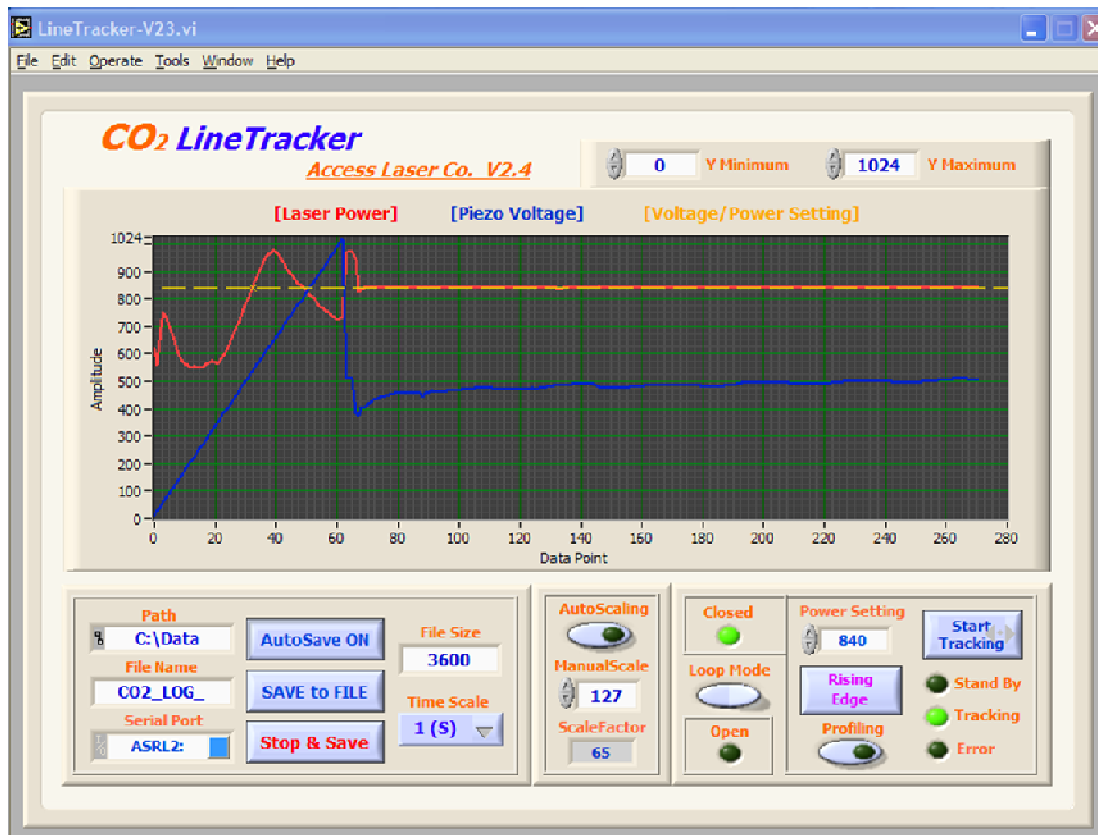 LineTracker-V23.vi
File Edit Operate Tools Window Help
CO2 LineTracker
Access Laser Co. V2.4
0 Y Minimum 1024 Y Maximum
[Laser Power] [Piezo Voltage] [Voltage/Power Setting]
1024
900
800
700
600
500
400
300
200
100
0
Amplitude
0 20 40 60 80 100 120 140 160 180 200 220 240 260 280
Data Point
Path
C:\Data
File Name
CO2_LOG_
Serial Port
ASRL2:
AutoSave ON
SAVE to FILE
Stop & Save
File Size
3600
Time Scale
1 (S)
AutoScaling
ManualScale
127
ScaleFactor
65
Closed
Loop Mode
Open
Power Setting
840
Rising
Edge
Profiling
Start
Tracking
Stand By
Tracking
Error